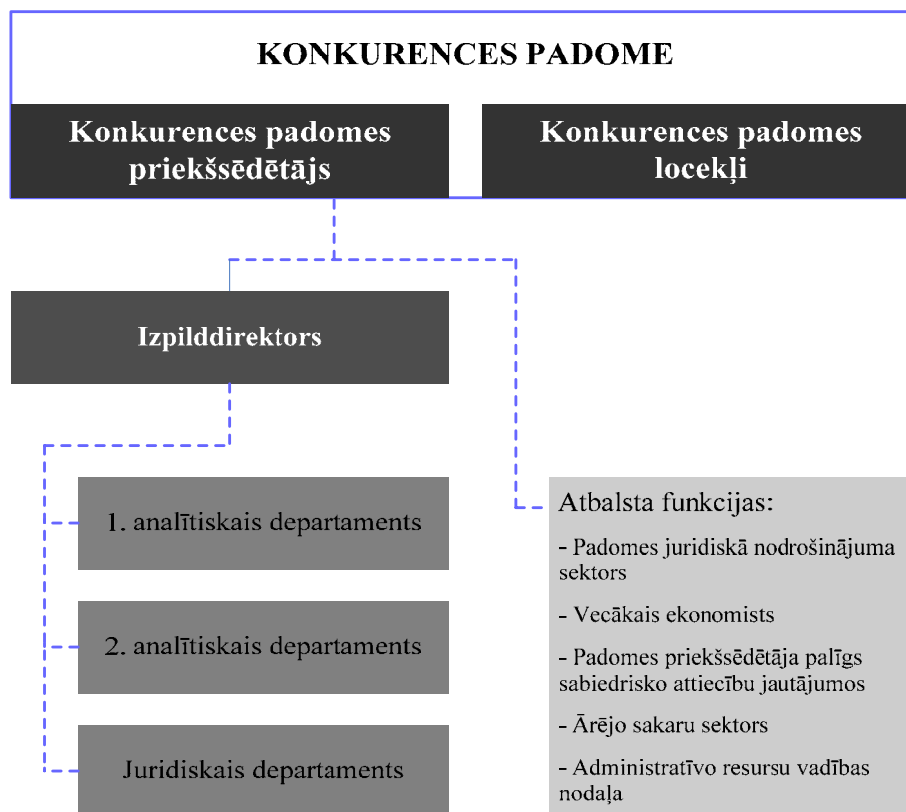 KONKURENCES PADOME
Konkurences padomes
priekšsēdētājs
Konkurences padomes
locekļi
Izpilddirektors
1. analītiskais departaments
2. analītiskais departaments
Juridiskais departaments
Atbalsta funkcijas:
- Padomes juridiskā nodrošinājuma
sektors
- Vecākais ekonomists
- Padomes priekšsēdētāja palīgs
sabiedrisko attiecību jautājumos
- Ārējo sakaru sektors
- Administratīvo resursu vadības
nodaļa